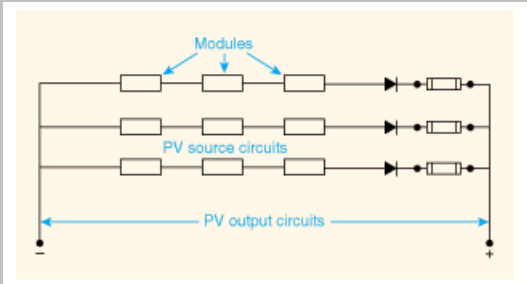 Modules
PV source circuits
PV output circuits
− +